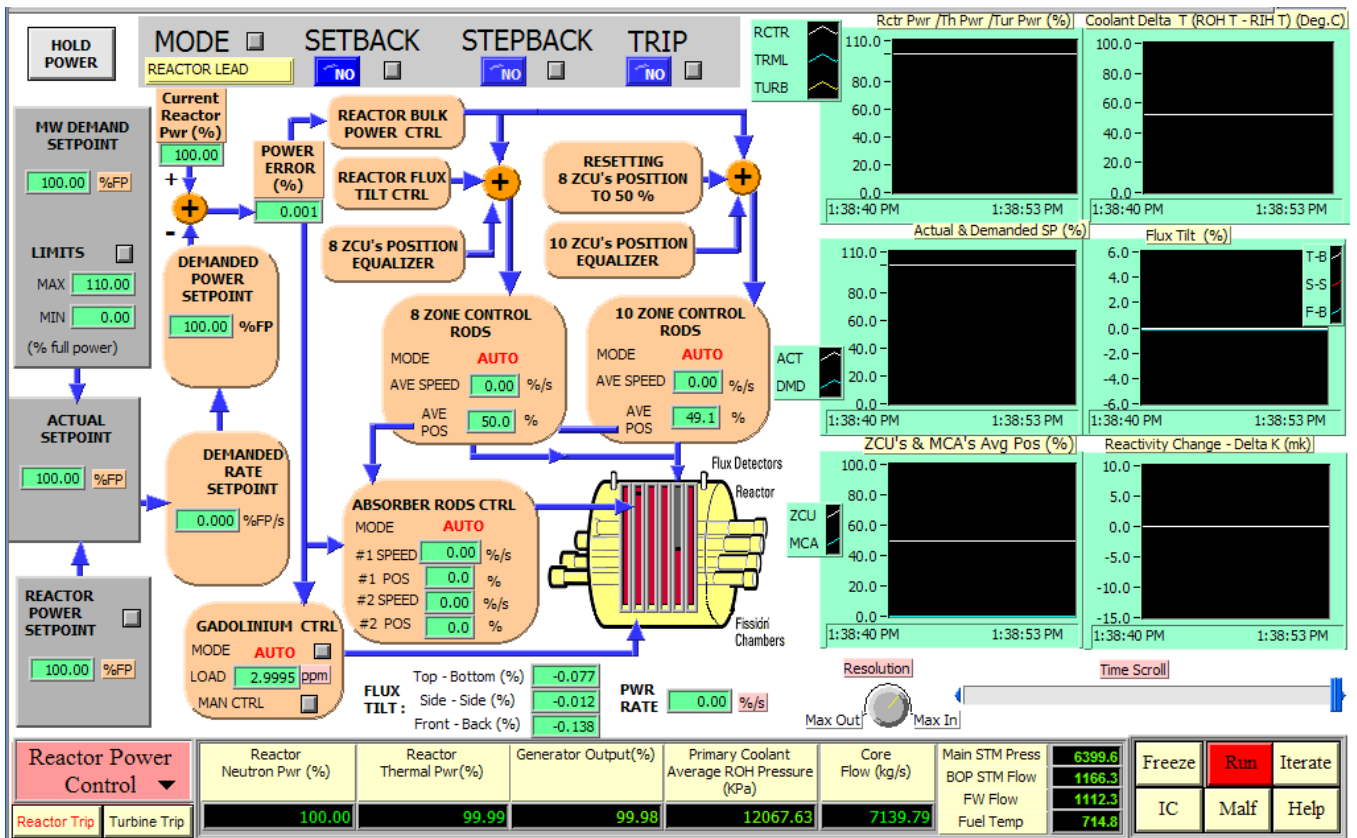 HOLD
POWER
MODE
REACTOR LEAD
SETBACK
NO
STEPBACK
NO
TRIP
NO
MW DEMAND
SETPOINT
100.00 %FP
LIMITS
MAX 110.00
MIN 0.00
(% full power)
ACTUAL
SETPOINT
100.00 %FP
REACTOR
POWER
SETPOINT
100.00 %FP
Current
Reactor
Pwr (%)
100.00
+
+
-
POWER
ERROR
(%)
0.001
DEMANDED
POWER
SETPOINT
100.00 %FP
DEMANDED
RATE
SETPOINT
0.000 %FP/s
REACTOR BULK
POWER CTRL
REACTOR FLUX
TILT CTRL
+
8 ZCU's POSITION
EQUALIZER
RESETTING
8 ZCU's POSITION
TO 50 %
+
10 ZCU's POSITION
EQUALIZER
8 ZONE CONTROL
RODS
MODE AUTO
AVE SPEED 0.00 %/s
AVE
POS 50.0 %
10 ZONE CONTROL
RODS
MODE AUTO
AVE SPEED 0.00 %/s
AVE
POS 49.1 %
ABSORBER RODS CTRL
MODE AUTO
#1 SPEED 0.00 %/s
#1 POS 0.0 %
#2 SPEED 0.00 %/s
#2 POS 0.0 %
GADOLINIUM CTRL
MODE AUTO
LOAD 2.9995 ppm
MAN CTRL
Flux Detectors
Reactor
Fission
Chambers
FLUX
TILT :
Top - Bottom (%) -0.077
Side - Side (%) -0.012
Front - Back (%) -0.138
PWR
RATE 0.00 %/s
Rctr Pwr /Th Pwr /Tur Pwr (%)
RCTR
TRML
TURB
110.0
80.0
60.0
40.0
20.0
0.0
1:38:40 PM 1:38:53 PM
Coolant Delta T (ROH T - RIH T) (Deg.C)
100.0
80.0
60.0
40.0
20.0
0.0
1:38:40 PM 1:38:53 PM
Actual & Demanded SP (%)
ACT
DMD
110.0
80.0
60.0
40.0
20.0
0.0
1:38:40 PM 1:38:53 PM
Flux Tilt (%)
T-B
S-S
F-B
6.0
4.0
2.0
0.0
-2.0
-4.0
-6.0
1:38:40 PM 1:38:53 PM
ZCU's & MCA's Avg Pos (%)
ZCU
MCA
100.0
80.0
60.0
40.0
20.0
0.0
1:38:40 PM 1:38:53 PM
Reactivity Change - Delta K (mk)
10.0
5.0
0.0
-5.0
-10.0
-15.0
1:38:40 PM 1:38:53 PM
Resolution
Max Out Max In
Time Scroll
Reactor Power
Control
Reactor Trip Turbine Trip
Reactor
Neutron Pwr (%)
100.00
Reactor
Thermal Pwr(%)
99.99
Generator Output(%)
99.98
Primary Coolant
Average ROH Pressure
(KPa)
12067.63
Core
Flow (kg/s)
7139.79
Main STM Press 6399.6
BOP STM Flow 1166.3
FW Flow 1112.3
Fuel Temp 714.8
Freeze Run Iterate
IC Malf Help